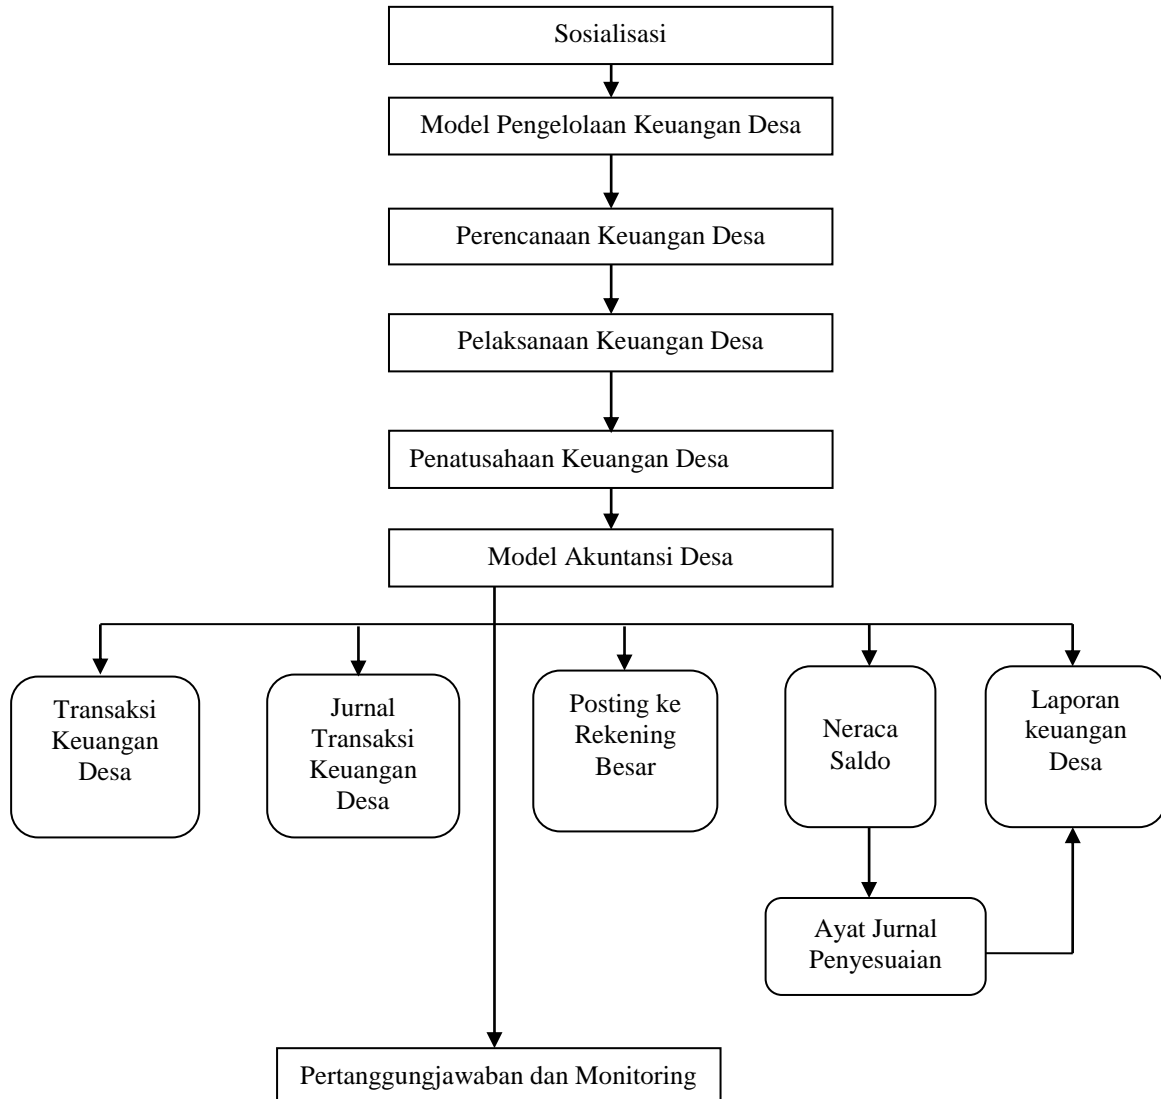 Sosialisasi
Model Pengelolaan Keuangan Desa
Perencanaan Keuangan Desa
Pelaksanaan Keuangan Desa
Penatusahaan Keuangan Desa
Model Akuntansi Desa
Transaksi
Keuangan
Desa
Jurnal
Transaksi
Keuangan
Desa
Posting ke
Rekening
Besar
Neraca
Saldo
Laporan
keuangan
Desa
Ayat Jurnal
Penyesuaian
Pertanggungjawaban dan Monitoring